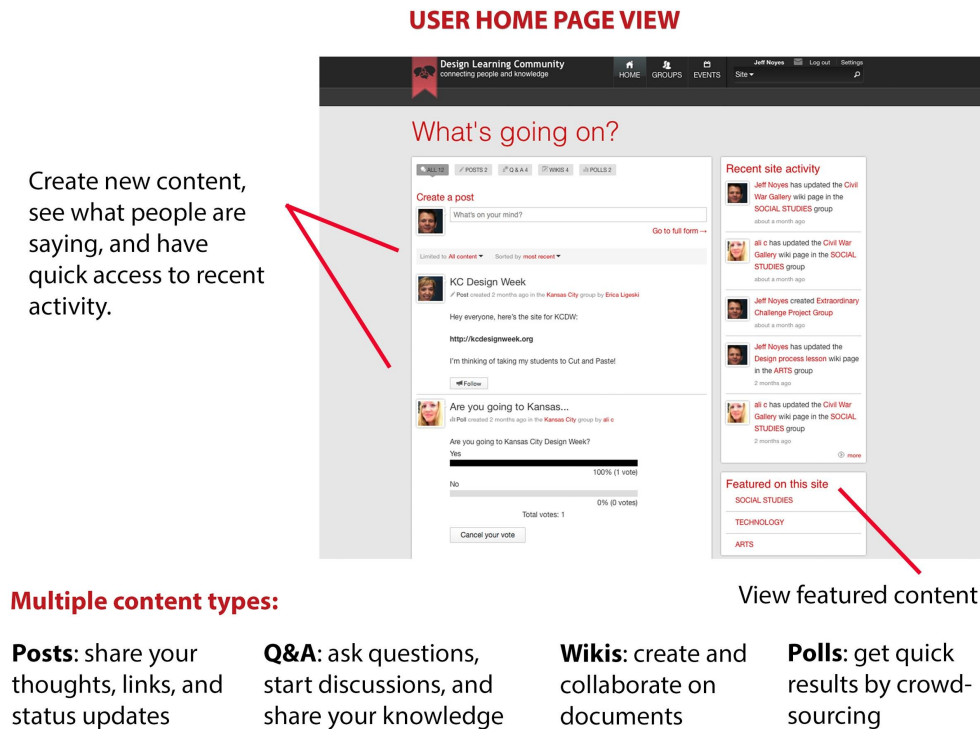 USER HOME PAGE VIEW
Design Learning Community
connecting people and knowledge
HOME
GROUPS
EVENTS
Jeff Noyes
Log out
Settings
Site
What's going on?
Create new content,
see what people are
saying, and have
quick access to recent
activity.
ALL 12
POSTS 2
Q & A 4
WIKIS 4
POLLS 2
Create a post
What's on your mind?
Go to full form →
Limited to All content Sorted by most recent
KC Design Week
Post created 2 months ago in the Kansas City group by Erica Ligeski
Hey everyone, here's the site for KCDW:
http://kcdesignweek.org
I'm thinking of taking my students to Cut and Paste!
Follow
Are you going to Kansas...
Poll created 2 months ago in the Kansas City group by ali c
Are you going to Kansas City Design Week?
Yes
100% (1 vote)
No
0% (0 votes)
Total votes: 1
Cancel your vote
Recent site activity
Jeff Noyes has updated the Civil
War Gallery wiki page in the
SOCIAL STUDIES group
about a month ago
ali c has updated the Civil War
Gallery wiki page in the SOCIAL
STUDIES group
about a month ago
Jeff Noyes created Extraordinary
Challenge Project Group
about a month ago
Jeff Noyes has updated the
Design process lesson wiki page
in the ARTS group
2 months ago
ali c has updated the Civil War
Gallery wiki page in the SOCIAL
STUDIES group
2 months ago
more
Featured on this site
SOCIAL STUDIES
TECHNOLOGY
ARTS
View featured content
Multiple content types:
Posts: share your
thoughts, links, and
status updates
Q&A: ask questions,
start discussions, and
share your knowledge
Wikis: create and
collaborate on
documents
Polls: get quick
results by crowd-
sourcing